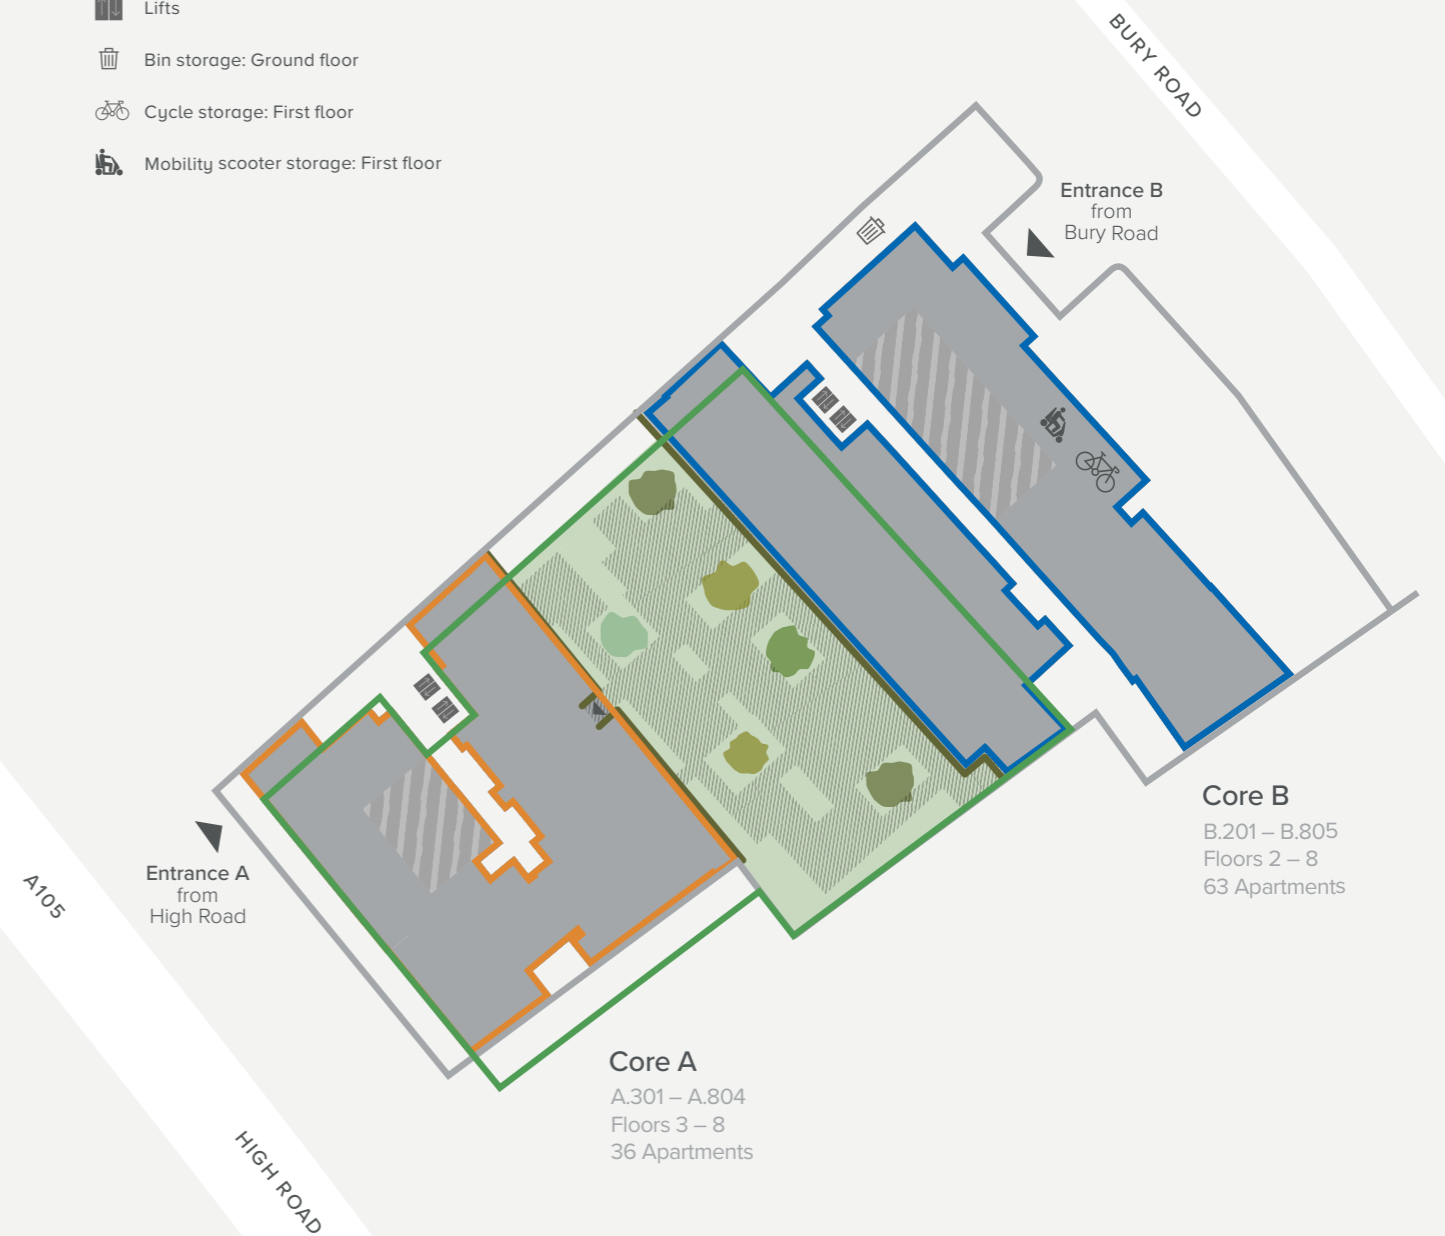 Lifts
Bin storage: Ground floor
Cycle storage: First floor
Mobility scooter storage: First floor
BURY ROAD
Entrance B
from
Bury Road
Core B
B.201 – B.805
Floors 2 – 8
63 Apartments
Entrance A
from
High Road
A105
Core A
A.301 – A.804
Floors 3 – 8
36 Apartments
HIGH ROAD